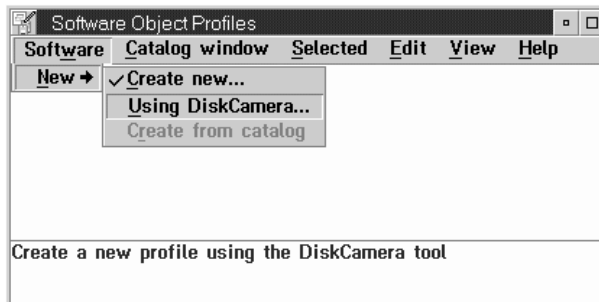 Software Object Profiles
Software Catalog window Selected Edit View Help
New → ✓Create new...
Using DiskCamera...
Create from catalog
Create a new profile using the DiskCamera tool